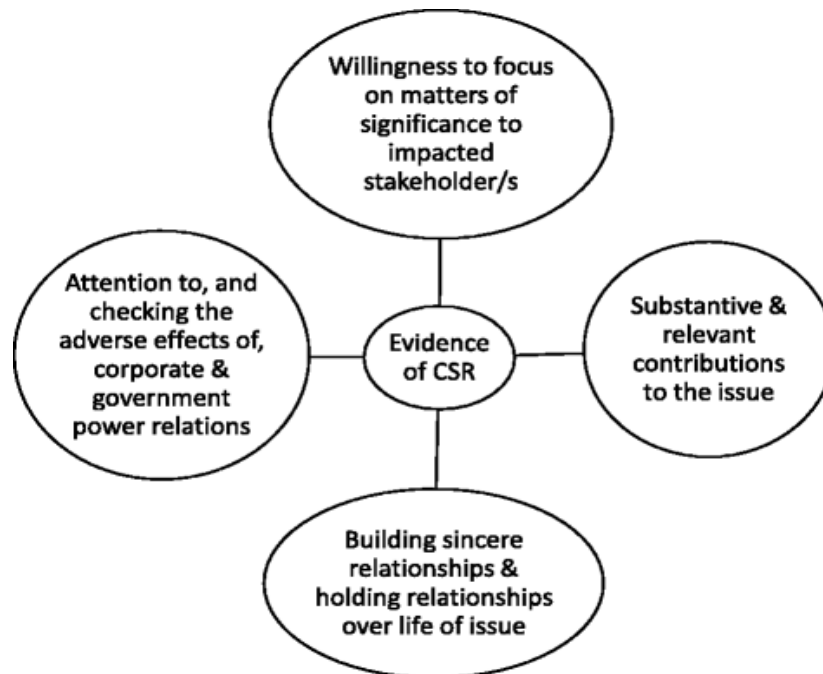 Willingness to focus
on matters of
significance to
impacted
stakeholder/s
Attention to, and
checking the
adverse effects of,
corporate &
government
power relations
Evidence
of CSR
Substantive &
relevant
contributions
to the issue
Building sincere
relationships &
holding relationships
over life of issue